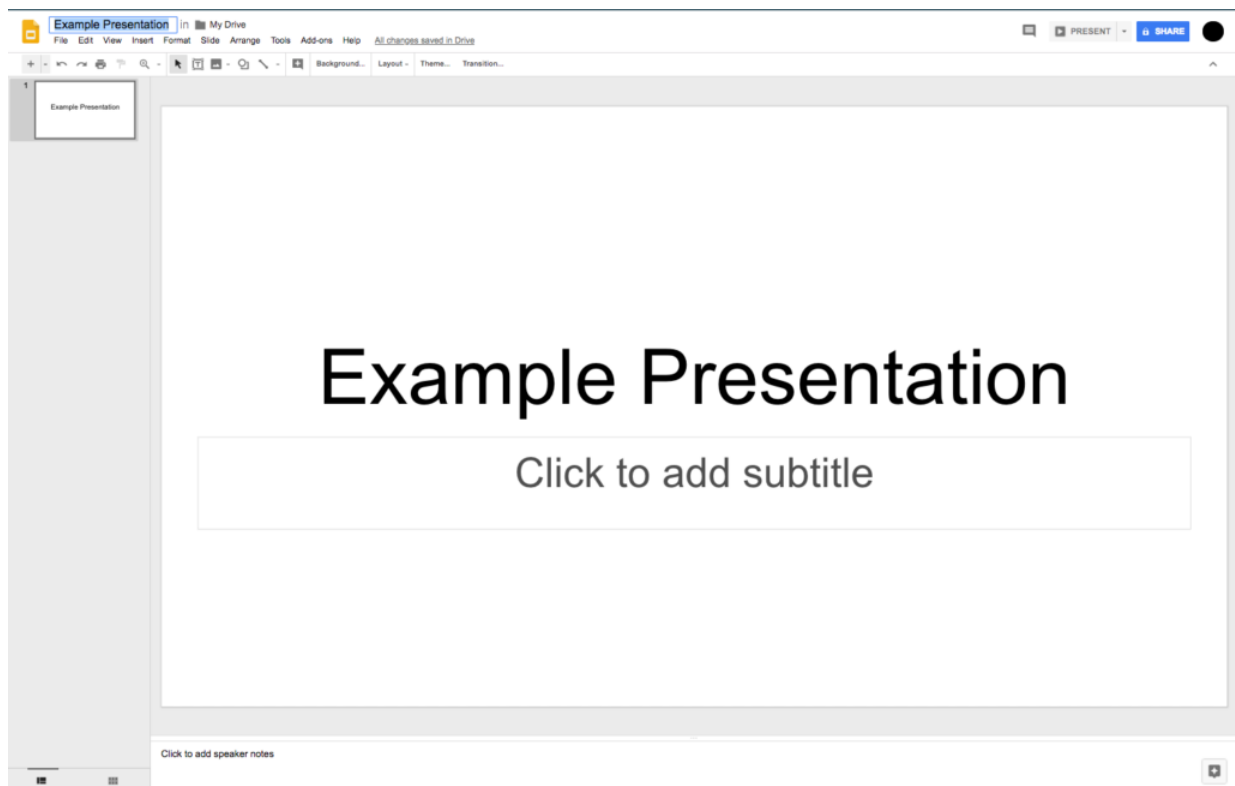 Example Presentation in My Drive
File Edit View Insert Format Slide Arrange Tools Add-ons Help All changes saved in Drive
PRESENT SHARE
Background... Layout Theme... Transition...
1
Example Presentation
Example Presentation
Click to add subtitle
Click to add speaker notes